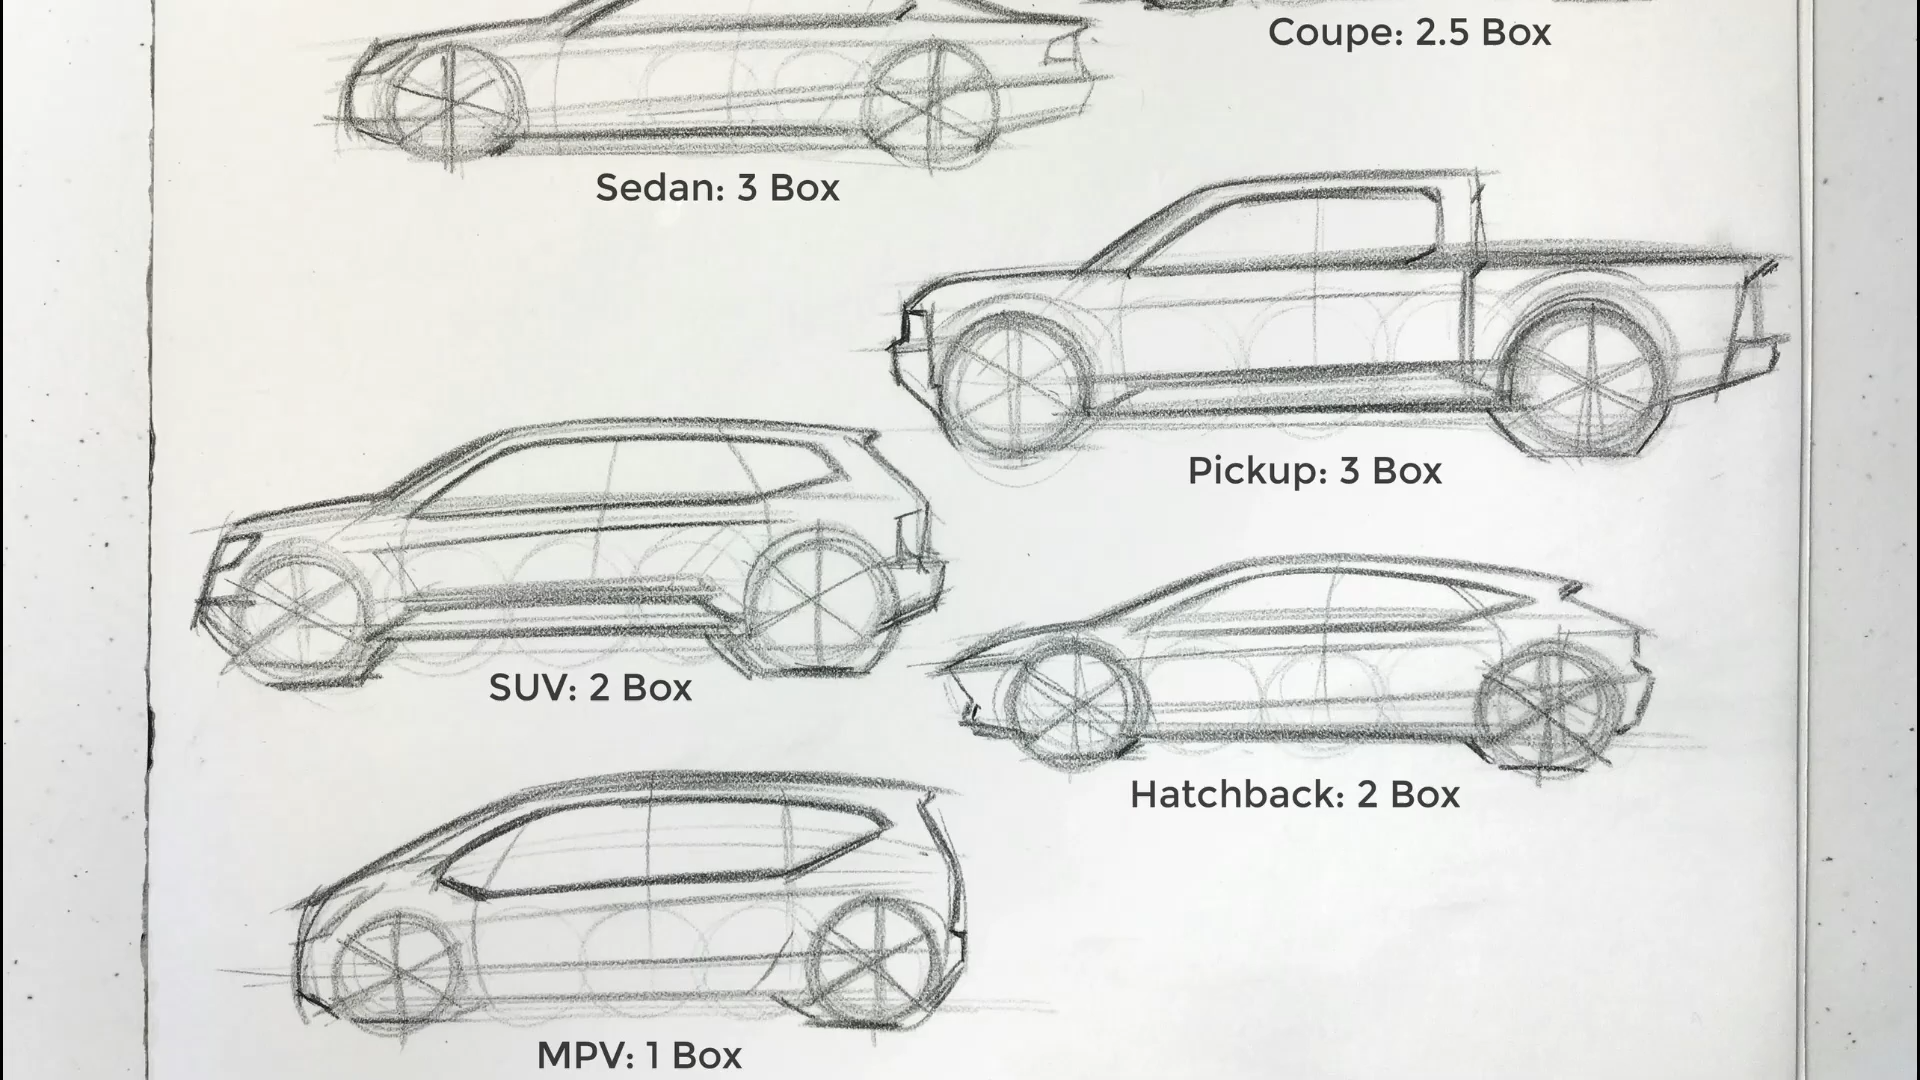 Coupe: 2.5 Box
Sedan: 3 Box
Pickup: 3 Box
SUV: 2 Box
Hatchback: 2 Box
MPV: 1 Box